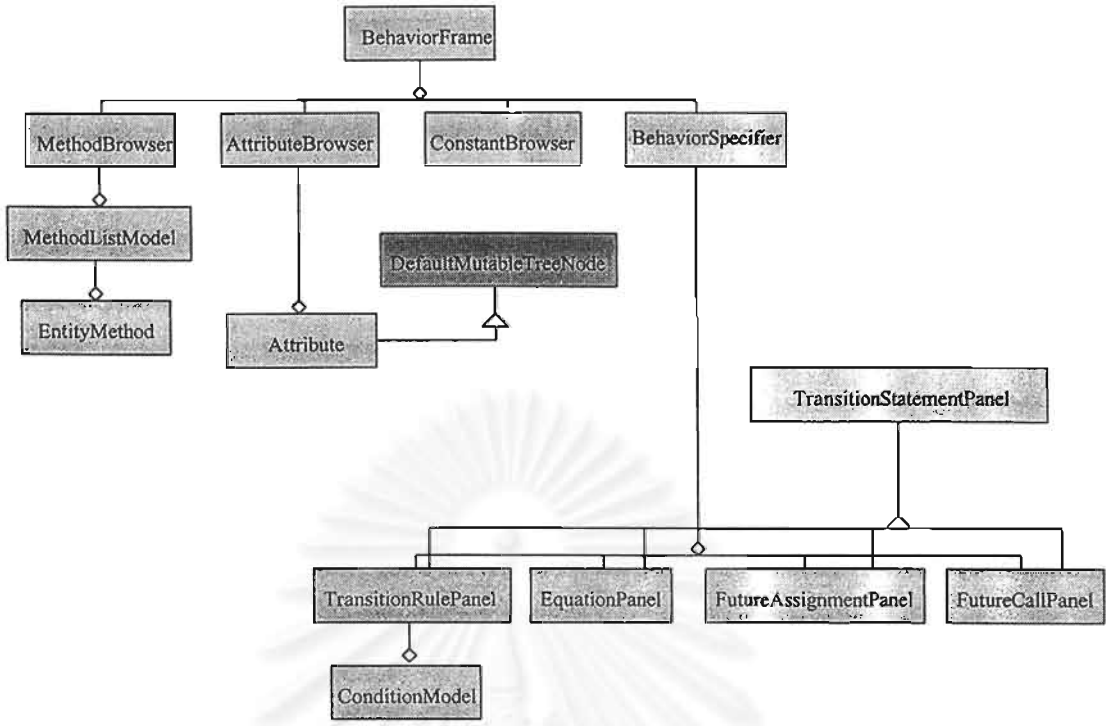 BehaviorFrame
MethodBrowser
AttributeBrowser
ConstantBrowser
BehaviorSpecifier
MethodListModel
DefaultMutableTreeNode
EntityMethod
Attribute
TransitionStatementPanel
TransitionRulePanel
EquationPanel
FutureAssignmentPanel
FutureCallPanel
ConditionModel